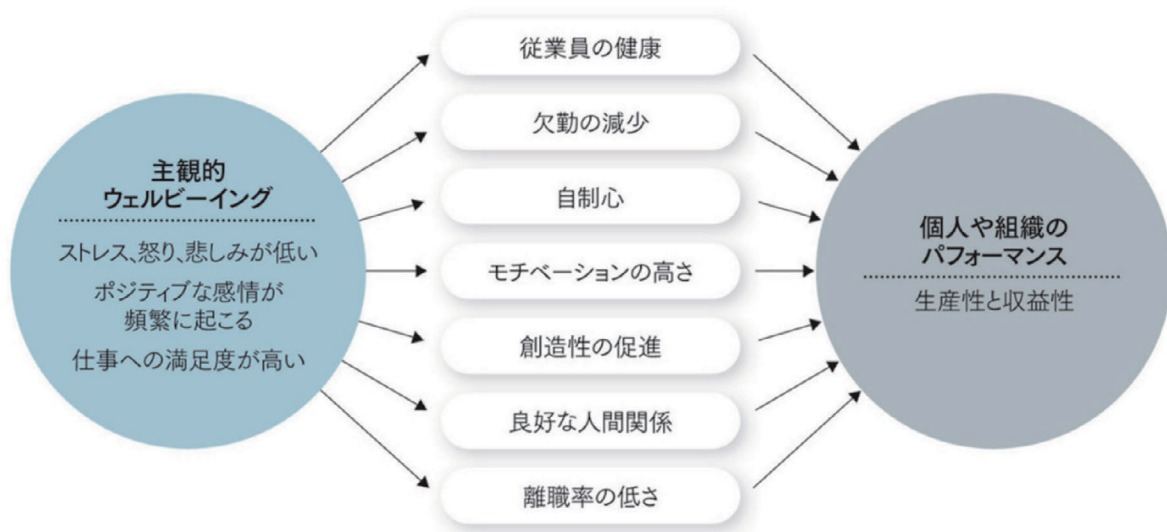 主観的
ウェルビーイング
ストレス、怒り、悲しみが低い
ポジティブな感情が
頻繁に起こる
仕事への満足度が高い
従業員の健康
欠勤の減少
自制心
モチベーションの高さ
創造性の促進
良好な人間関係
離職率の低さ
個人や組織の
パフォーマンス
生産性と収益性